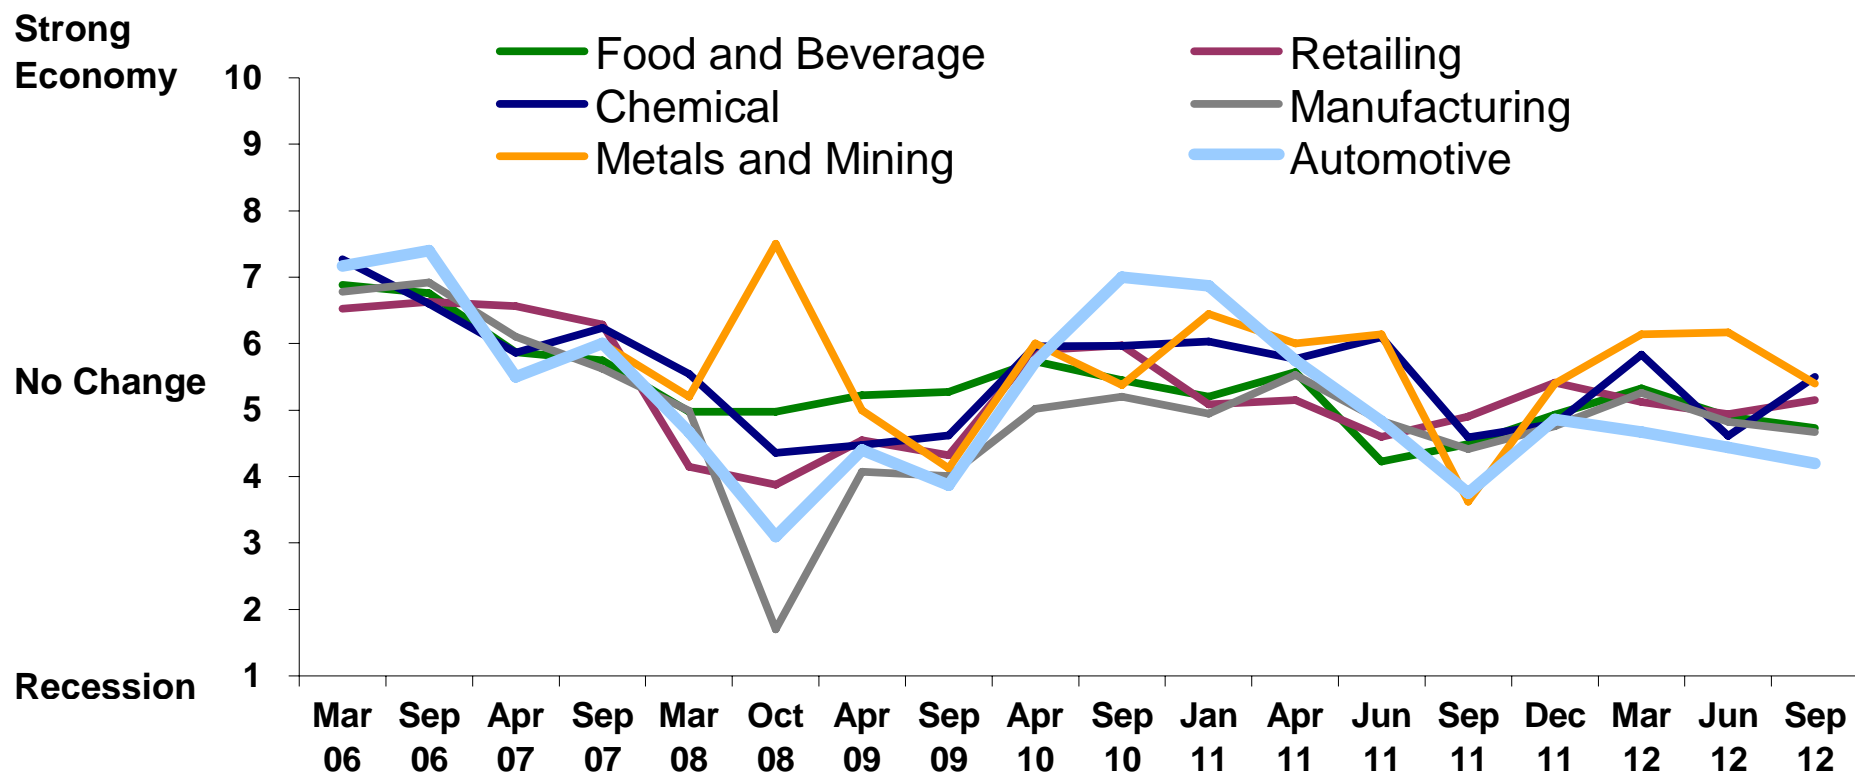 Strong
Economy
Food and Beverage
Retailing
Chemical
Manufacturing
Metals and Mining
Automotive
10
9
8
7
6
No Change
5
4
3
2
1
Recession
Mar Sep Apr Sep Mar Oct Apr Sep Apr Sep Jan Apr Jun Sep Dec Mar Jun Sep
06 06 07 07 08 08 09 09 10 10 11 11 11 11 11 12 12 12